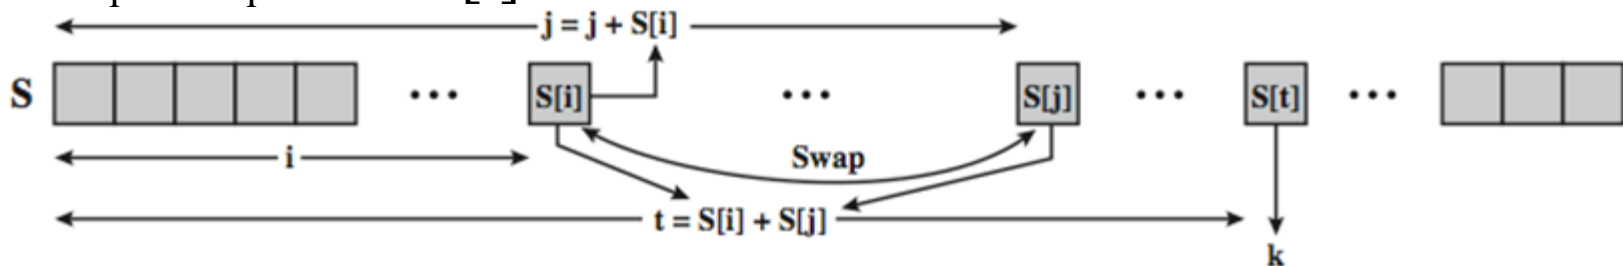 j = j + S[i]
S S[i] ... S[j] ... S[t] ...
i Swap
t = S[i] + S[j]
k